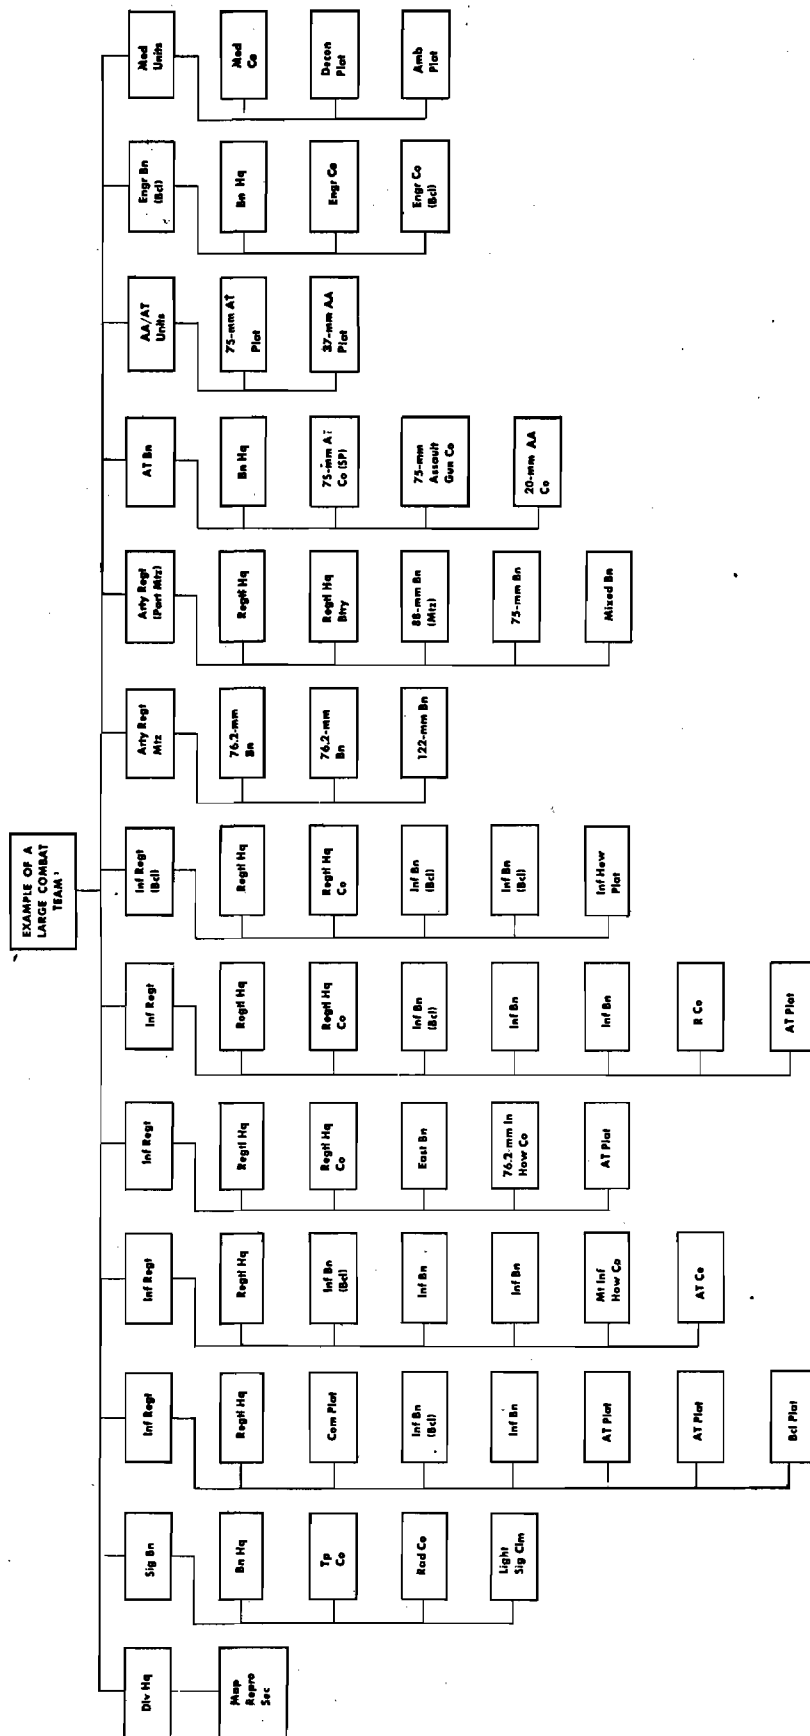 EXAMPLE OF A
LARGE COMBAT
TEAM¹
Div Hq
Map
Repro
Sec
Sig Bn
Bn Hq
Tp
Co
Rad Co
Light
Sig Clm
Inf Regt
Regtl Hq
Com Plat
Inf Bn
(Bcl)
Inf Bn
AT Plat
AT Plat
Bcl Plat
Inf Regt
Regtl Hq
Inf Bn
(Bcl)
Inf Bn
Inf Bn
Mt Inf
How Co
AT Co
Inf Regt
Regtl Hq
Regtl Hq
Co
East Bn
76.2-mm In
How Co
AT Plat
Inf Regt
Regtl Hq
Regtl Hq
Co
Inf Bn
(Bcl)
Inf Bn
Inf Bn
R Co
AT Plat
Inf Regt
(Bcl)
Regtl Hq
Regtl Hq
Co
Inf Bn
(Bcl)
Inf Bn
(Bcl)
Inf How
Plat
Arty Regt
Mtz
76.2-mm
Bn
76.2-mm
Bn
122-mm Bn
Arty Regt
(Part Mtz)
Regtl Hq
Regtl Hq
Btry
88-mm Bn
(Mtz)
75-mm Bn
Mixed Bn
AT Bn
Bn Hq
75-mm AT
Co (SP)
75-mm
Assault
Gun Co
20-mm AA
Co
AA/AT
Units
75-mm AT
Plat
37-mm AA
Plat
Engr Bn
(Bcl)
Bn Hq
Engr Co
Engr Co
(Bcl)
Med
Units
Med
Co
Decon
Plat
Amb
Plat